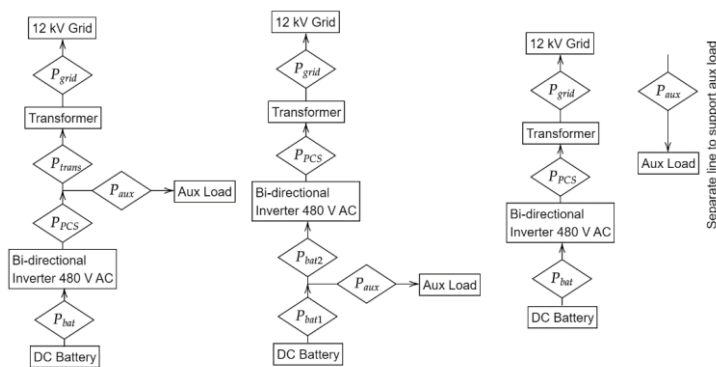 12 kV Grid
P_grid
Transformer
P_trans
P_aux
Aux Load
P_PCS
Bi-directional
Inverter 480 V AC
P_bat
DC Battery
12 kV Grid
P_grid
Transformer
P_PCS
Bi-directional
Inverter 480 V AC
P_bat2
P_aux
Aux Load
P_bat1
DC Battery
12 kV Grid
P_grid
Transformer
P_PCS
Bi-directional
Inverter 480 V AC
P_bat
DC Battery
P_aux
Aux Load
Separate line to support aux load